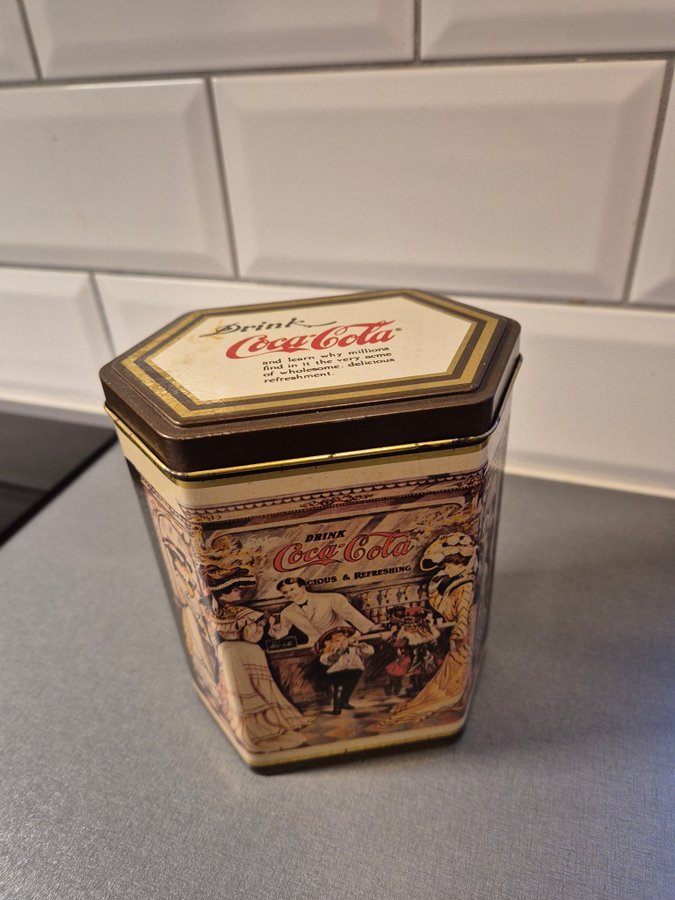 Drink
Coca-Cola®
and learn why millions
find in it the very acme
of wholesome, delicious
refreshment.
DRINK
Coca-Cola
CIOUS & REFRESHING